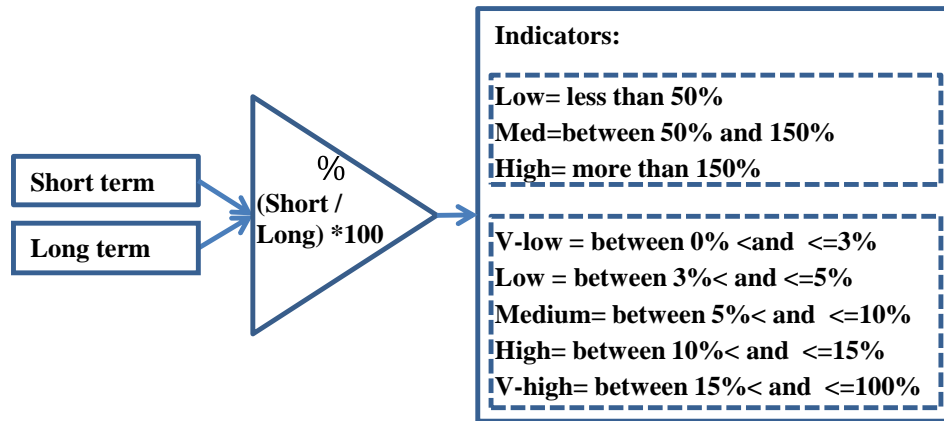 Short term
Long term
%
(Short /
Long) *100
Indicators:
Low= less than 50%
Med=between 50% and 150%
High= more than 150%
V-low = between 0% <and <=3%
Low = between 3%< and <=5%
Medium= between 5%< and <=10%
High= between 10%< and <=15%
V-high= between 15%< and <=100%